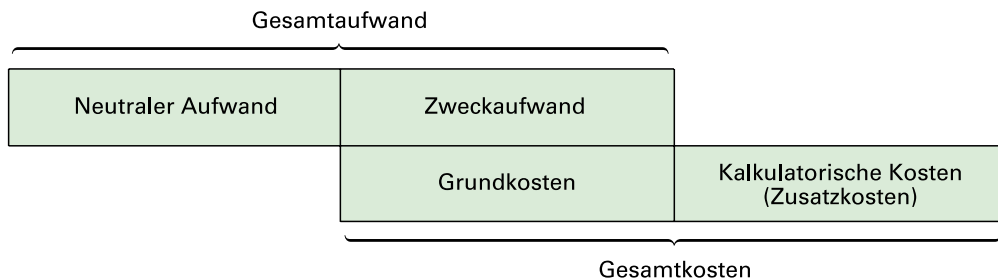 Gesamtaufwand
Neutraler Aufwand
Zweckaufwand
Grundkosten
Kalkulatorische Kosten
(Zusatzkosten)
Gesamtkosten